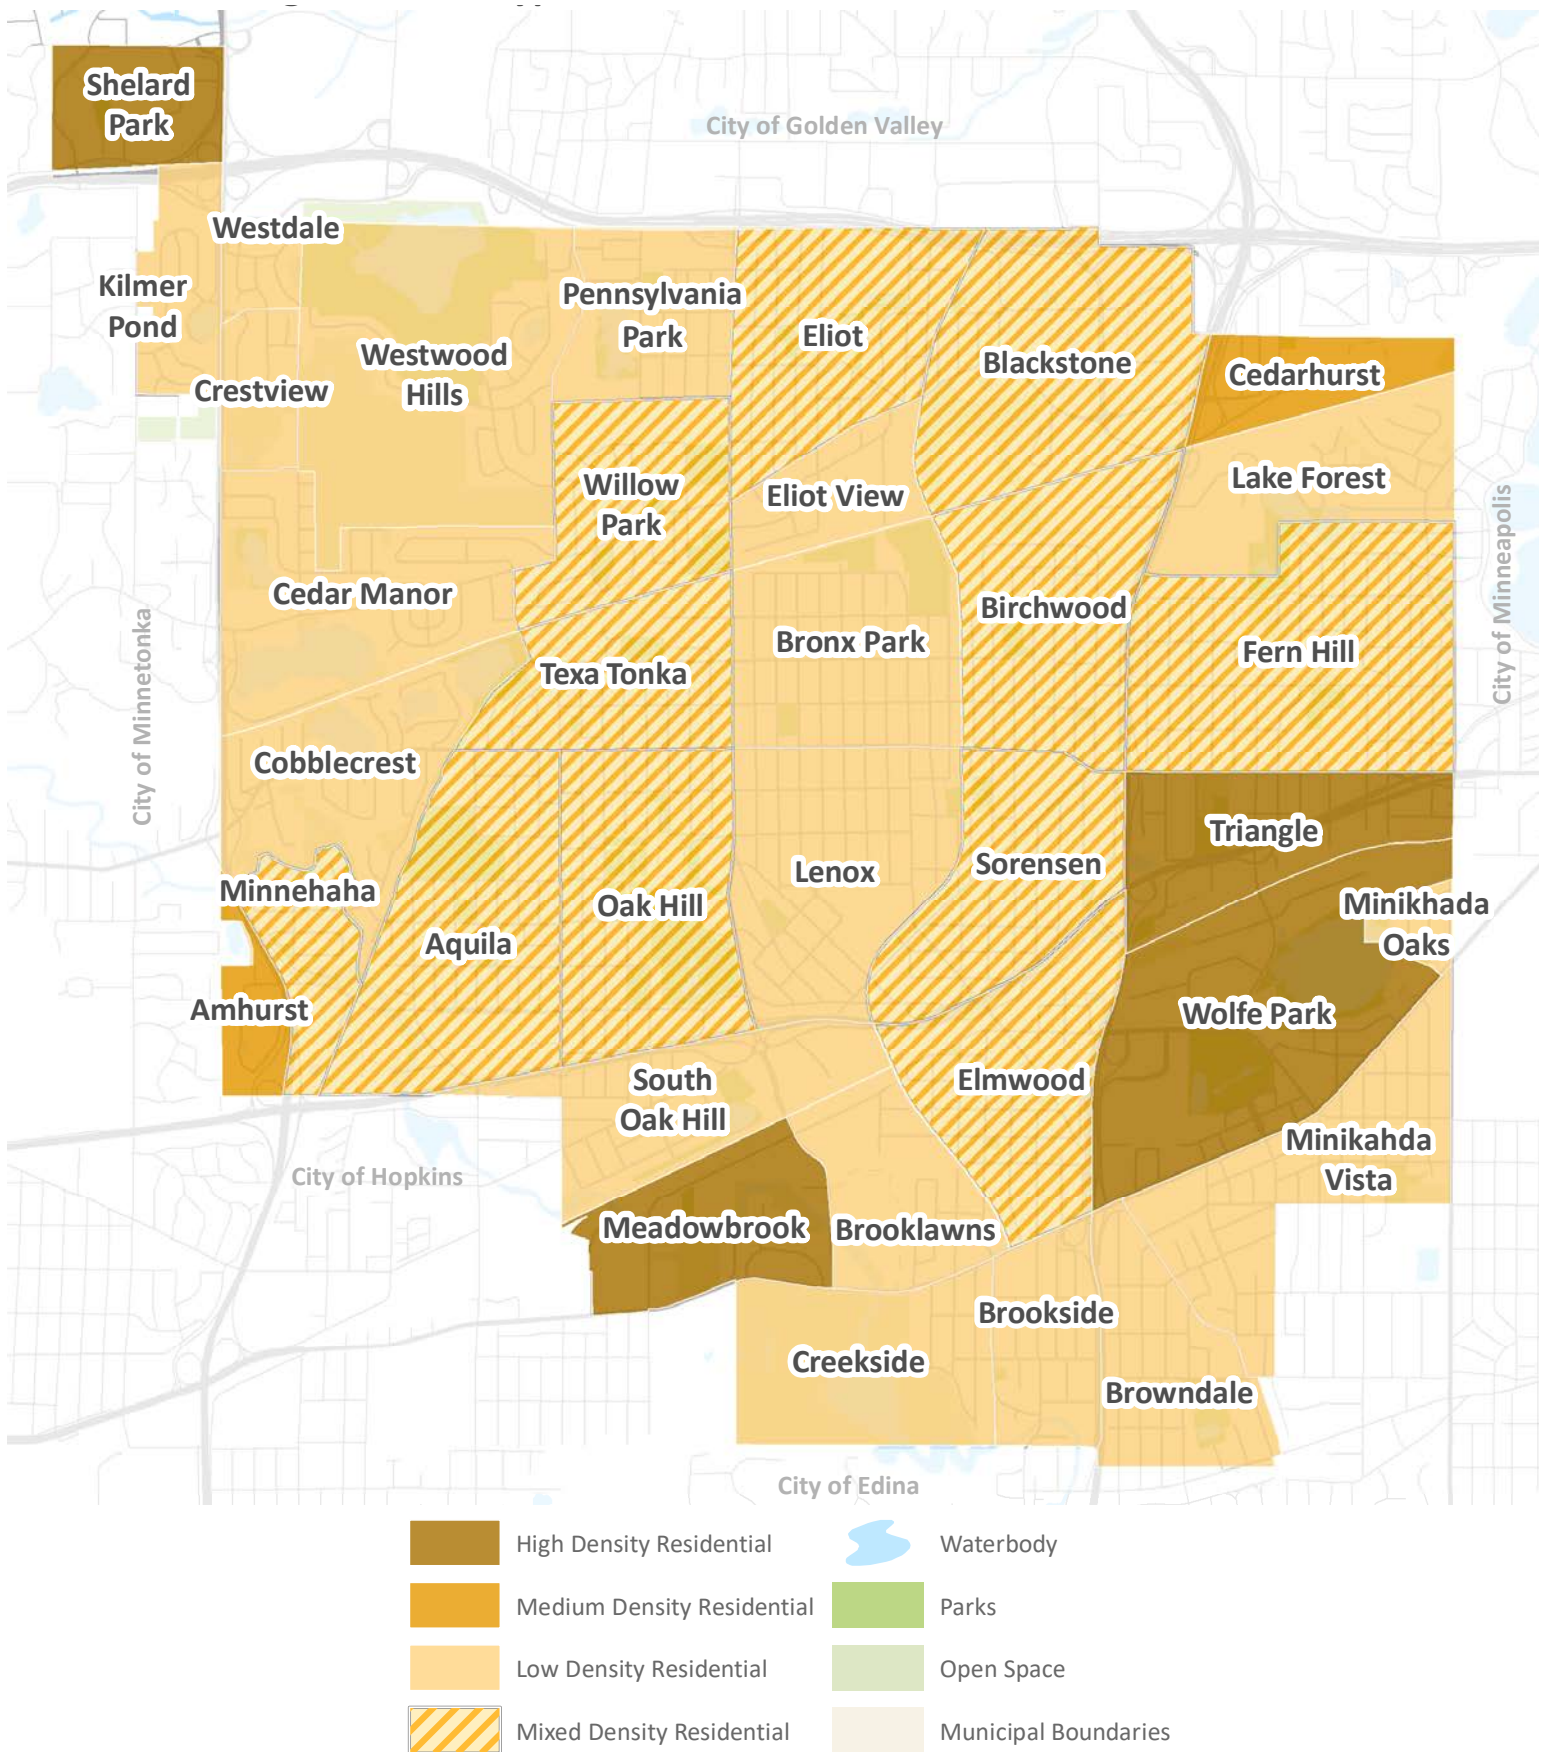 Shelard
Park
City of Golden Valley
Westdale
Kilmer
Pond
Pennsylvania
Park
Eliot
Blackstone
Westwood
Hills
Crestview
Cedarhurst
Willow
Park
Eliot View
Lake Forest
City of Minneapolis
Cedar Manor
Birchwood
Bronx Park
Fern Hill
Texa Tonka
City of Minnetonka
Cobblecrest
Triangle
Minnehaha
Lenox
Sorensen
Oak Hill
Minikhada
Oaks
Aquila
Amhurst
Wolfe Park
South
Oak Hill
Elmwood
Minikahda
Vista
City of Hopkins
Meadowbrook
Brooklawns
Brookside
Creekside
Browndale
City of Edina
High Density Residential
Waterbody
Medium Density Residential
Parks
Low Density Residential
Open Space
Mixed Density Residential
Municipal Boundaries